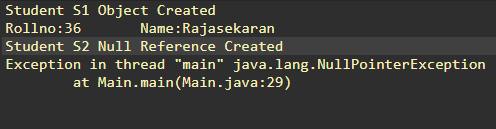 Student S1 Object Created
Rollno:36 Name:Rajasekaran
Student S2 Null Reference Created
Exception in thread "main" java.lang.NullPointerException
at Main.main(Main.java:29)